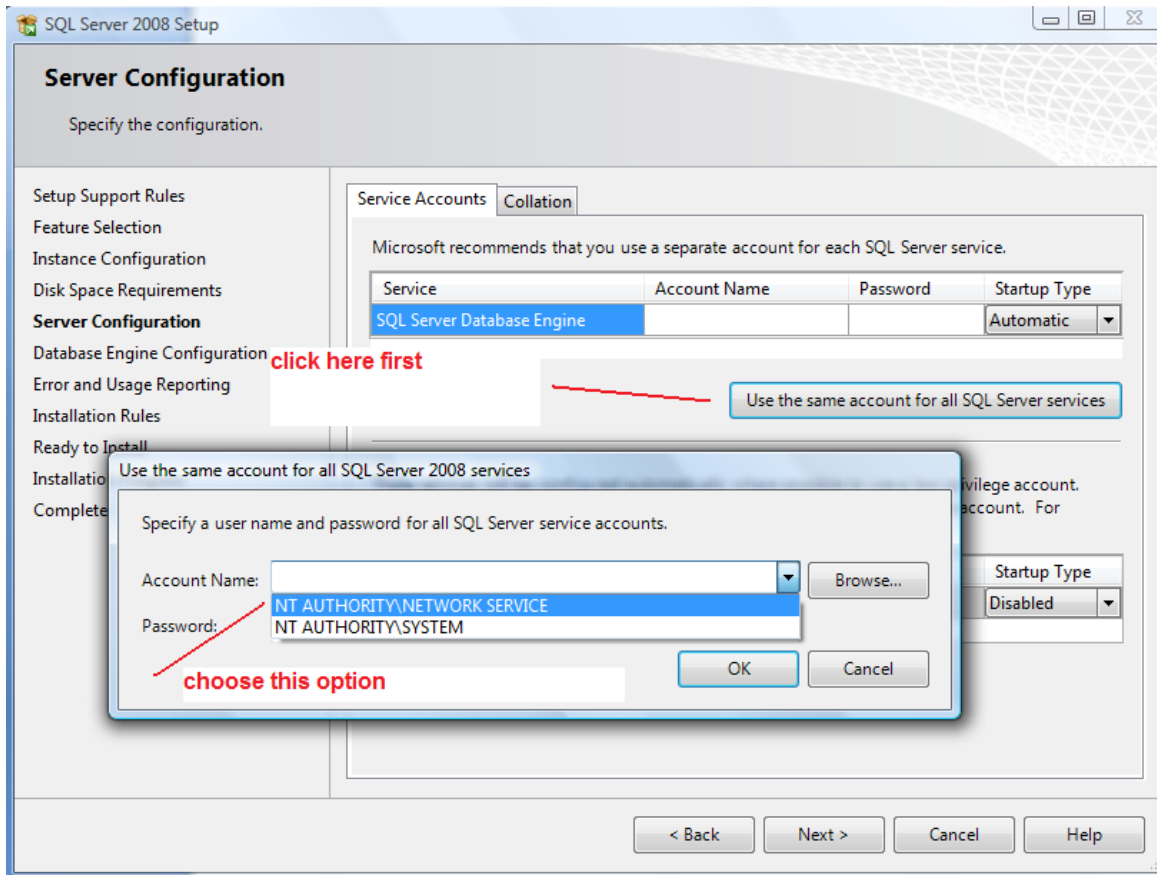 SQL Server 2008 Setup
Server Configuration
Specify the configuration.
Setup Support Rules
Feature Selection
Instance Configuration
Disk Space Requirements
Server Configuration
Database Engine Configuration
Error and Usage Reporting
Installation Rules
Ready to Install
Installatio
Complete
Service Accounts Collation
Microsoft recommends that you use a separate account for each SQL Server service.
Service Account Name Password Startup Type
SQL Server Database Engine Automatic
click here first
Use the same account for all SQL Server services
ivilege account.
account. For
Startup Type
Disabled
Use the same account for all SQL Server 2008 services
Specify a user name and password for all SQL Server service accounts.
Account Name: Browse...
NT AUTHORITY\NETWORK SERVICE
Password: NT AUTHORITY\SYSTEM
choose this option
OK Cancel
< Back Next > Cancel Help